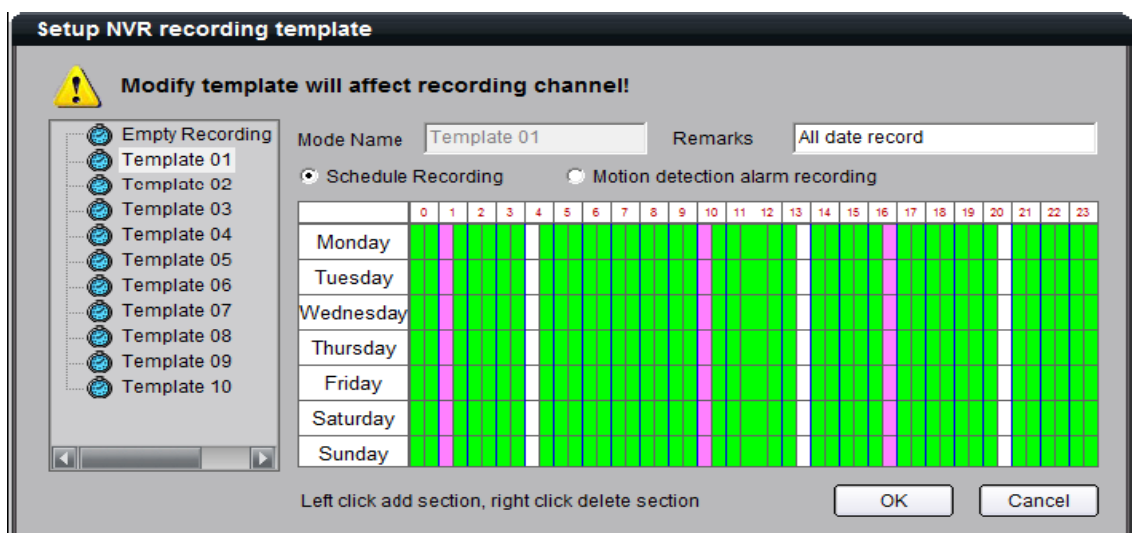 Setup NVR recording template
Modify template will affect recording channel!
Empty Recording
Template 01
Template 02
Template 03
Template 04
Template 05
Template 06
Template 07
Template 08
Template 09
Template 10
Mode Name Template 01 Remarks All date record
Schedule Recording Motion detection alarm recording
0 1 2 3 4 5 6 7 8 9 10 11 12 13 14 15 16 17 18 19 20 21 22 23
Monday
Tuesday
Wednesday
Thursday
Friday
Saturday
Sunday
Left click add section, right click delete section OK Cancel